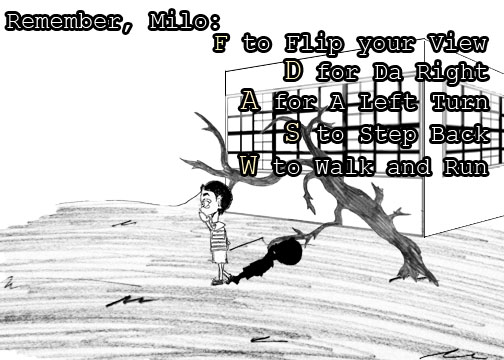 Remember, Milo:
F to Flip your View
D for Da Right
A for A Left Turn
S to Step Back
W to Walk and Run